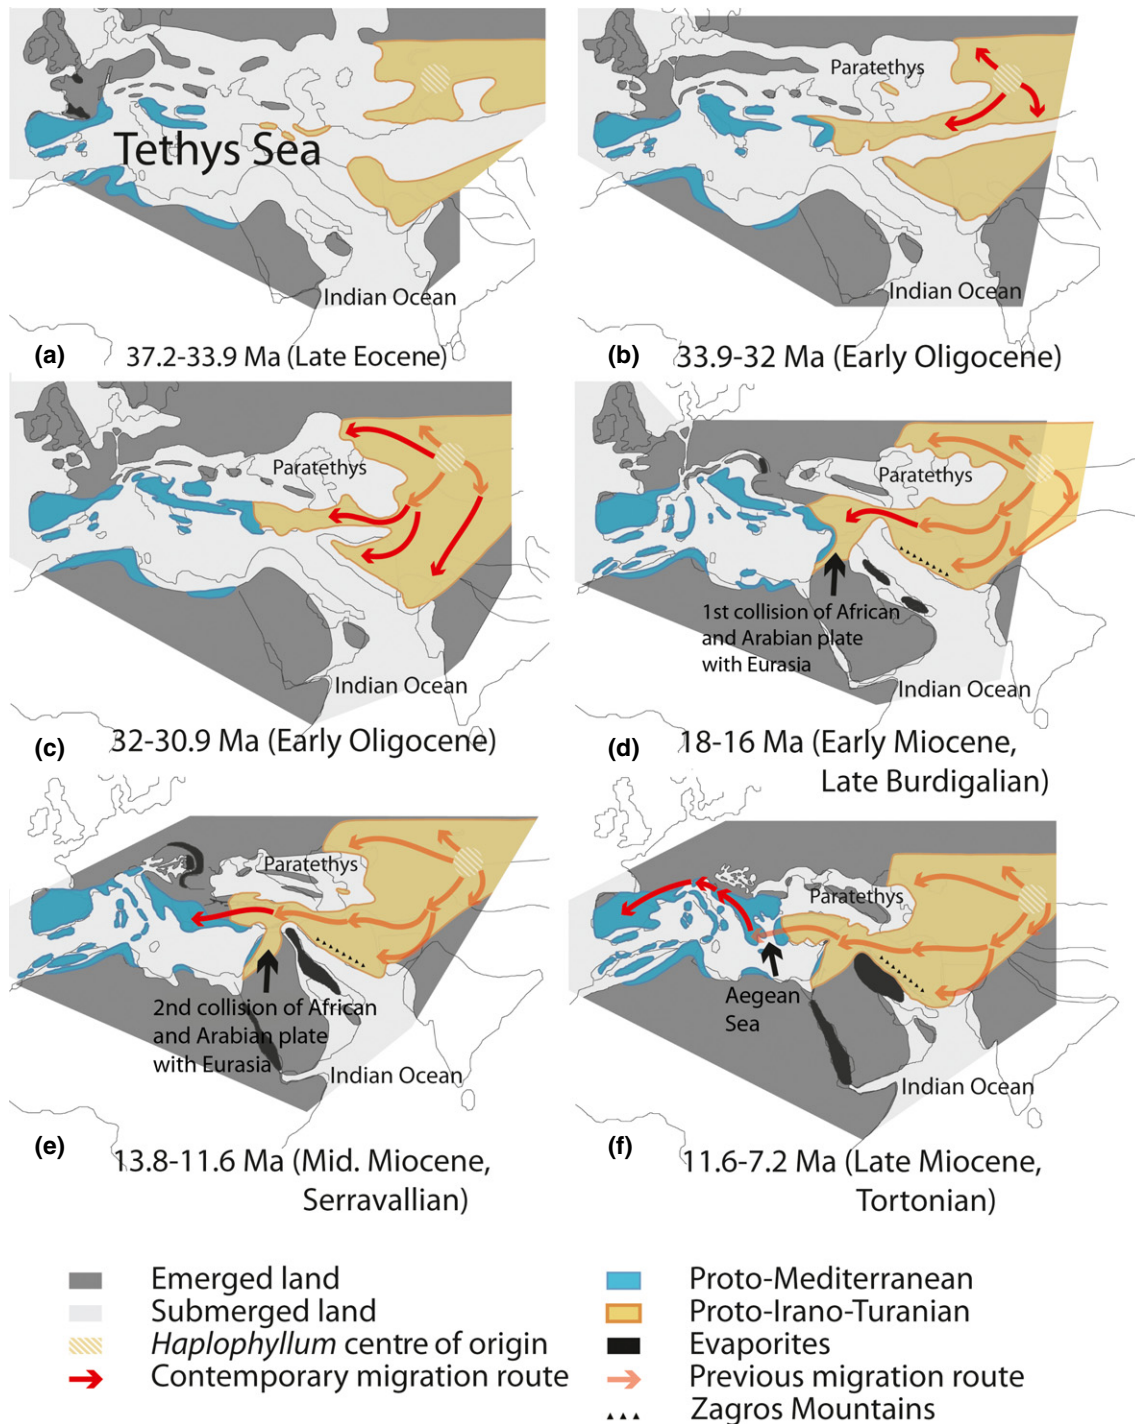 Tethys Sea
Indian Ocean
(a) 37.2-33.9 Ma (Late Eocene)
Paratethys
Indian Ocean
(b) 33.9-32 Ma (Early Oligocene)
Paratethys
Indian Ocean
(c) 32-30.9 Ma (Early Oligocene)
Paratethys
1st collision of African
and Arabian plate
with Eurasia
Indian Ocean
(d) 18-16 Ma (Early Miocene,
Late Burdigalian)
Paratethys
2nd collision of African
and Arabian plate
with Eurasia
Indian Ocean
(e) 13.8-11.6 Ma (Mid. Miocene,
Serravallian)
Paratethys
Aegean
Sea
Indian Ocean
(f) 11.6-7.2 Ma (Late Miocene,
Tortonian)
Emerged land
Submerged land
Haplophyllum centre of origin
Contemporary migration route
Proto-Mediterranean
Proto-Irano-Turanian
Evaporites
Previous migration route
Zagros Mountains